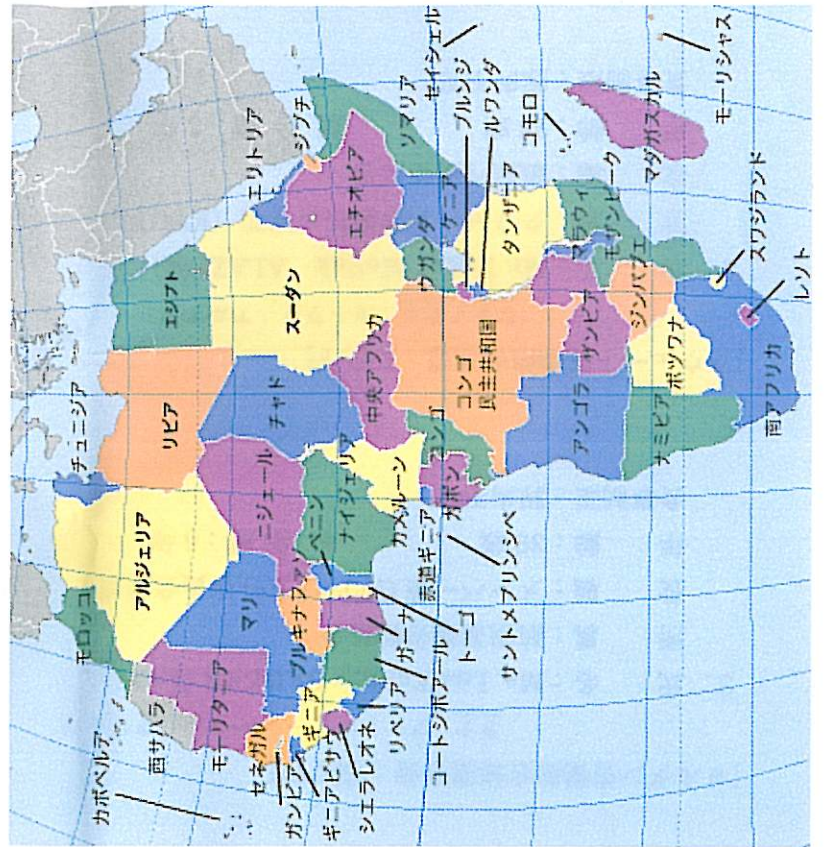 チュニジア
モロッコ
アルジェリア
リビア
エジプト
西サハラ
カボベルデ
モーリタニア
マリ
ニジェール
チャド
スーダン
エリトリア
ジブチ
セネガル
ガンビア
ギニアビサウ
ギニア
シエラレオネ
リベリア
コートジボアール
ブルキナファソ
ガーナ
トーゴ
ベニン
ナイジェリア
カメルーン
中央アフリカ
エチオピア
ソマリア
赤道ギニア
サントメプリンシペ
ガボン
コンゴ
コンゴ
民主共和国
ウガンダ
ケニア
ブルンジ
ルワンダ
セイシェル
タンザニア
コモロ
アンゴラ
ザンビア
マラウィ
モザンビーク
マダガスカル
モーリシャス
ナミビア
ボツワナ
ジンバブエ
スワジランド
レソト
南アフリカ